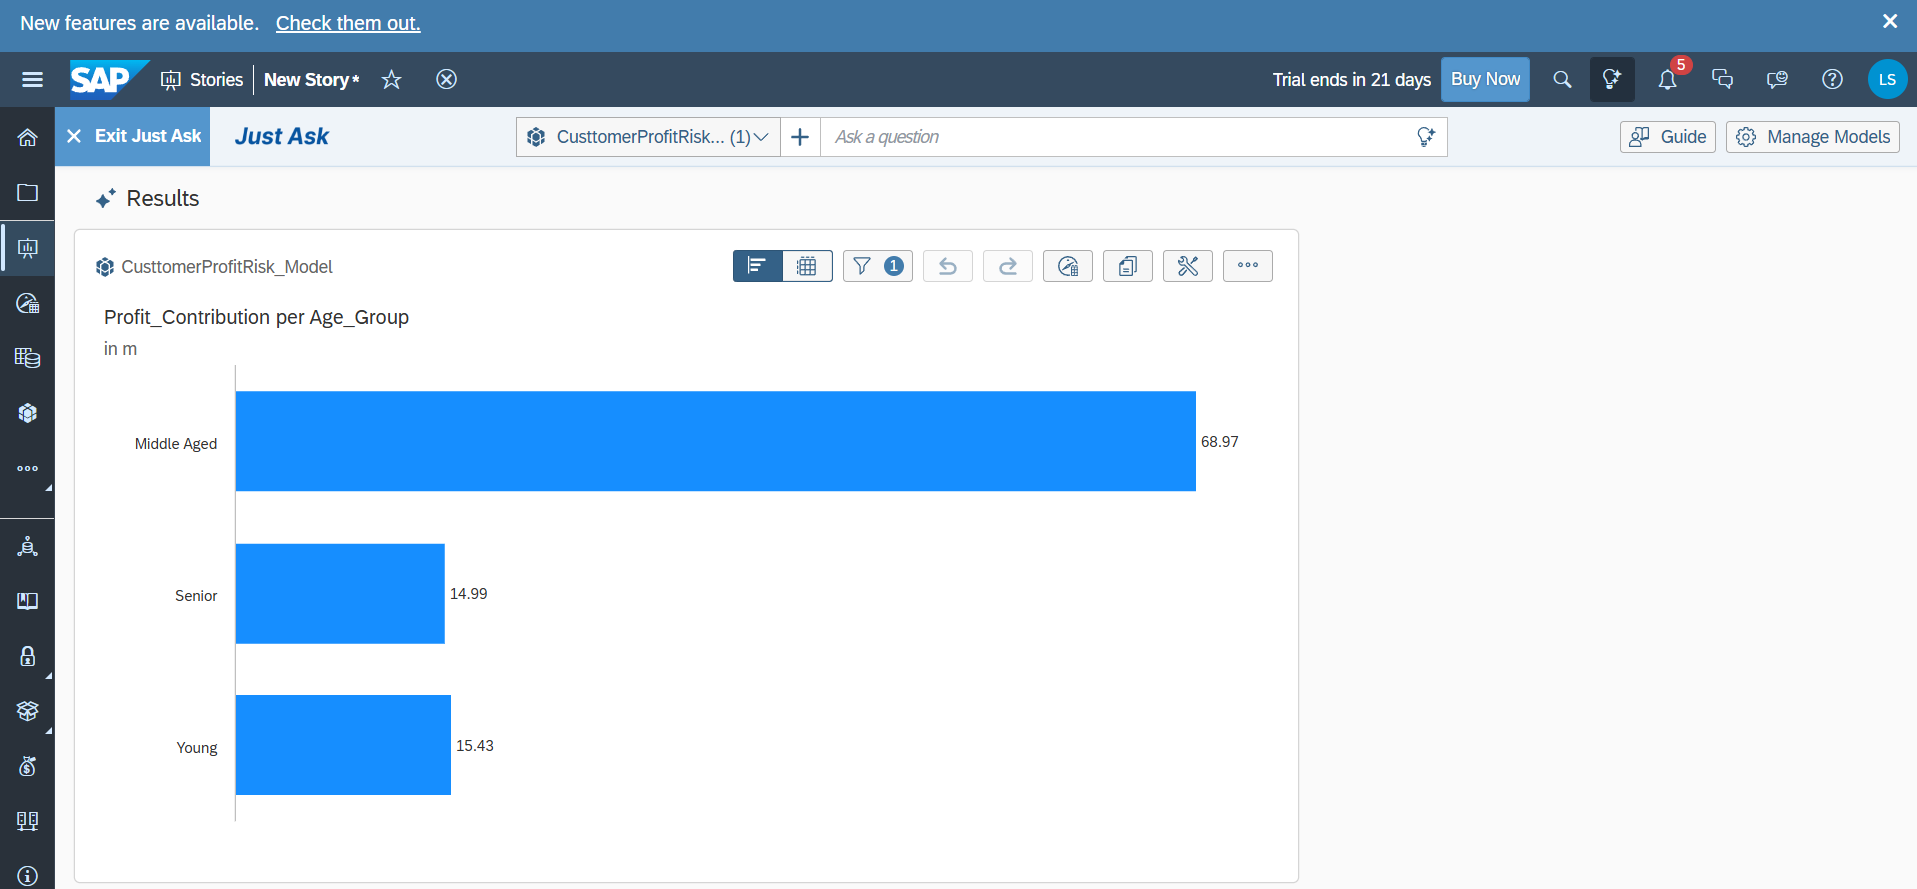 New features are available. Check them out.
SAP Stories New Story* Trial ends in 21 days Buy Now 5 LS
Exit Just Ask Just Ask CusttomerProfitRisk... (1) Ask a question Guide Manage Models
Results
CusttomerProfitRisk_Model 1
Profit_Contribution per Age_Group
in m
Middle Aged 68.97
Senior 14.99
Young 15.43